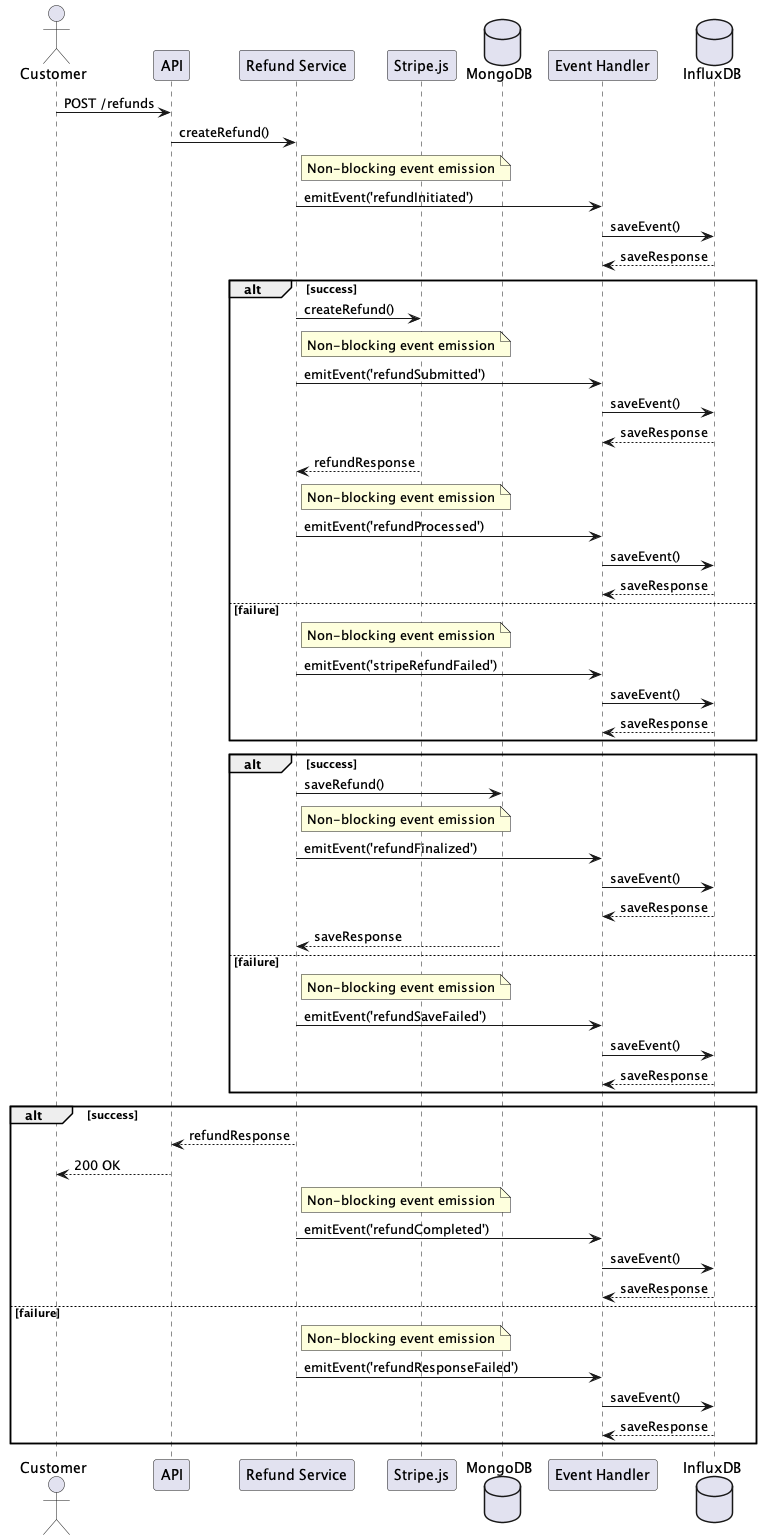 Customer
API
Refund Service
Stripe.js
MongoDB
Event Handler
InfluxDB
POST /refunds
createRefund()
Non-blocking event emission
emitEvent('refundInitiated')
saveEvent()
saveResponse
alt [success]
createRefund()
Non-blocking event emission
emitEvent('refundSubmitted')
saveEvent()
saveResponse
refundResponse
Non-blocking event emission
emitEvent('refundProcessed')
saveEvent()
saveResponse
[failure]
Non-blocking event emission
emitEvent('stripeRefundFailed')
saveEvent()
saveResponse
alt [success]
saveRefund()
Non-blocking event emission
emitEvent('refundFinalized')
saveEvent()
saveResponse
saveResponse
[failure]
Non-blocking event emission
emitEvent('refundSaveFailed')
saveEvent()
saveResponse
alt [success]
refundResponse
200 OK
Non-blocking event emission
emitEvent('refundCompleted')
saveEvent()
saveResponse
[failure]
Non-blocking event emission
emitEvent('refundResponseFailed')
saveEvent()
saveResponse
Customer
API
Refund Service
Stripe.js
MongoDB
Event Handler
InfluxDB